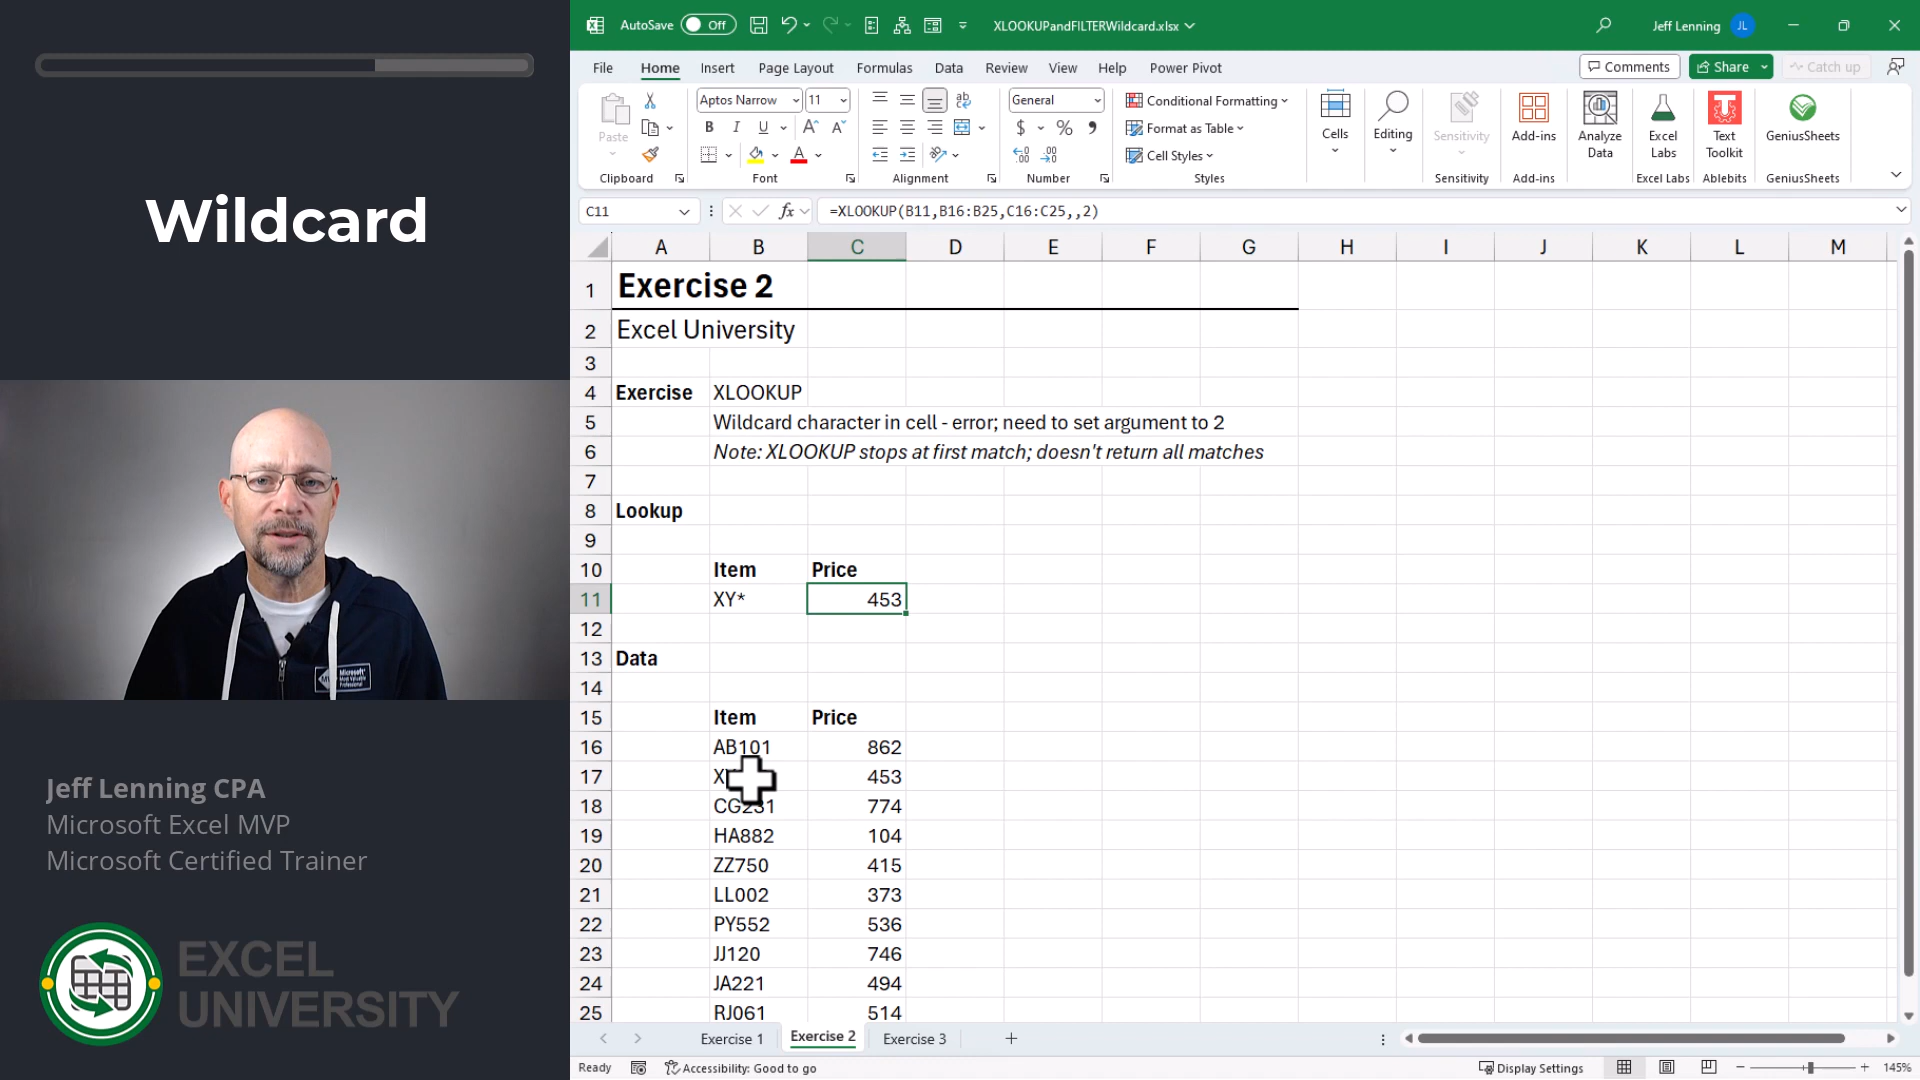 Wildcard
Jeff Lenning CPA
Microsoft Excel MVP
Microsoft Certified Trainer
EXCEL
UNIVERSITY
AutoSave Off
XLOOKUPandFILTERWildcard.xlsx
Jeff Lenning JL
File Home Insert Page Layout Formulas Data Review View Help Power Pivot
Comments Share Catch up
Paste
Clipboard
Aptos Narrow 11
B I U
Font
Alignment
General
$ % 9
Number
Conditional Formatting
Format as Table
Cell Styles
Styles
Cells
Editing
Sensitivity
Sensitivity
Add-ins
Add-ins
Analyze Data
Excel Labs
Excel Labs
Text Toolkit
Ablebits
GeniusSheets
GeniusSheets
C11 fx =XLOOKUP(B11,B16:B25,C16:C25,,2)
A B C D E F G H I J K L M
1 Exercise 2
2 Excel University
3
4 Exercise XLOOKUP
5 Wildcard character in cell - error; need to set argument to 2
6 Note: XLOOKUP stops at first match; doesn't return all matches
7
8 Lookup
9
10 Item Price
11 XY* 453
12
13 Data
14
15 Item Price
16 AB101 862
17 453
18 CG231 774
19 HA882 104
20 ZZ750 415
21 LL002 373
22 PY552 536
23 JJ120 746
24 JA221 494
25 RJ061 514
Exercise 1 Exercise 2 Exercise 3
Ready Accessibility: Good to go Display Settings 145%